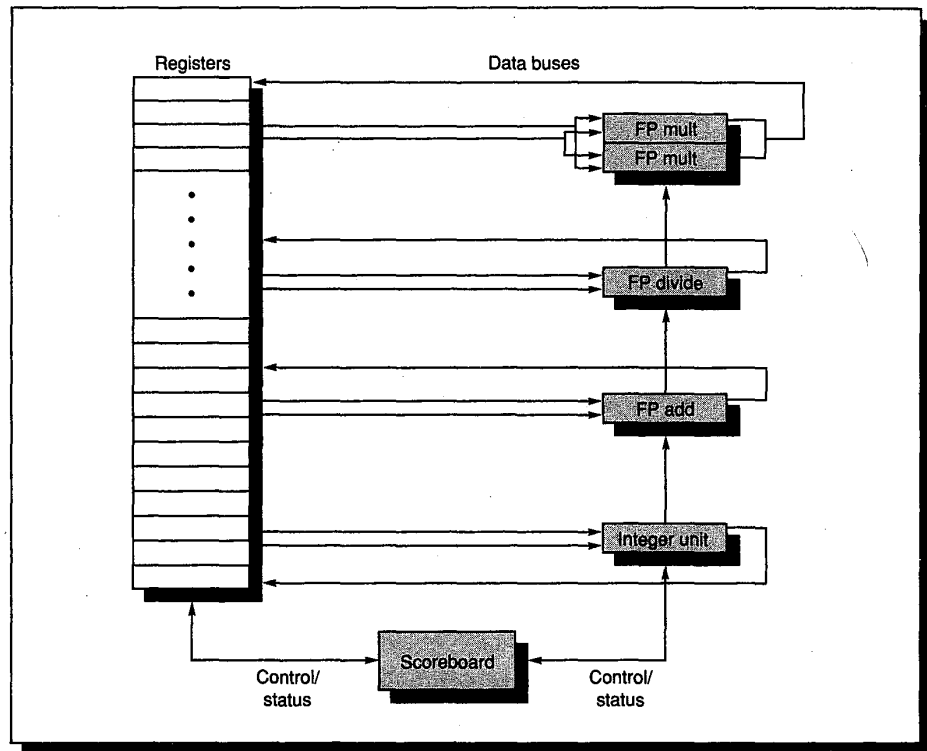 Registers
Data buses
FP mult
FP mult
FP divide
FP add
Integer unit
Scoreboard
Control/
status
Control/
status